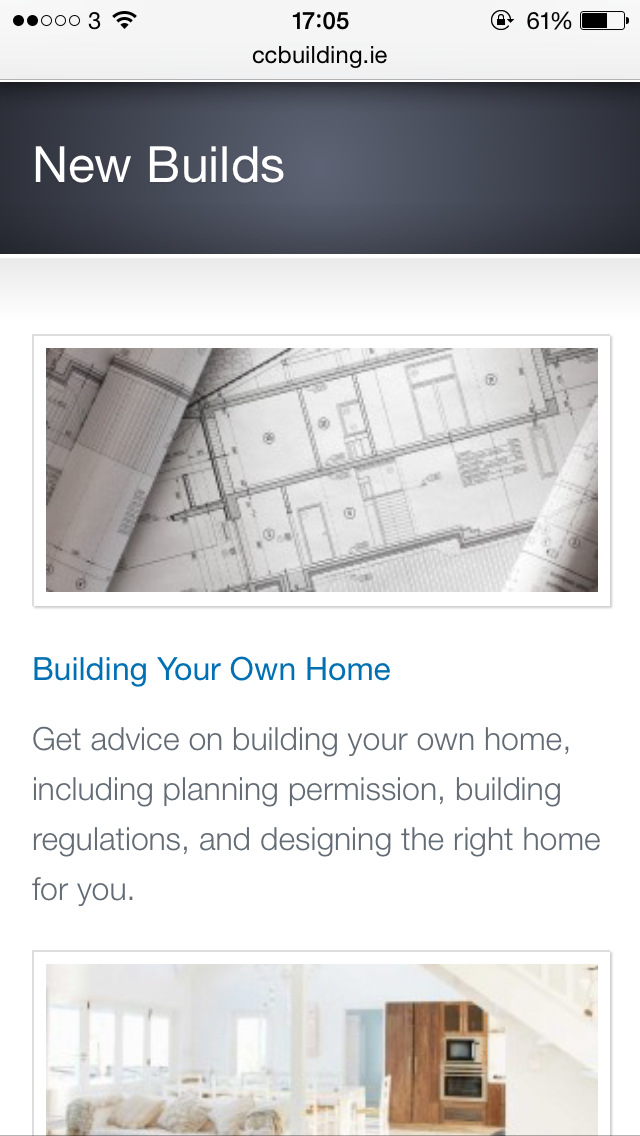 3 17:05 61%
ccbuilding.ie
New Builds
Building Your Own Home
Get advice on building your own home,
including planning permission, building
regulations, and designing the right home
for you.